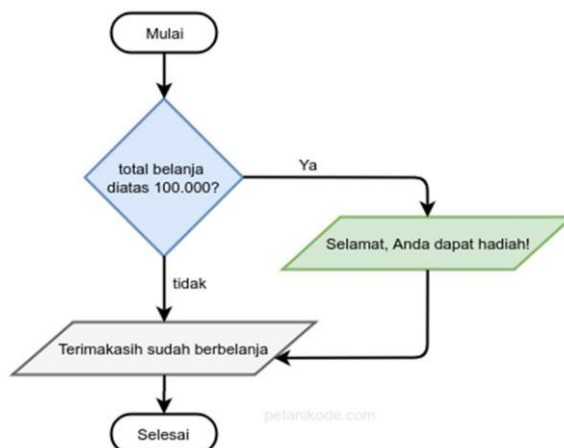 Mulai
total belanja
diatas 100.000?
Ya
Selamat, Anda dapat hadiah!
tidak
Terimakasih sudah berbelanja
petanikode.com
Selesai